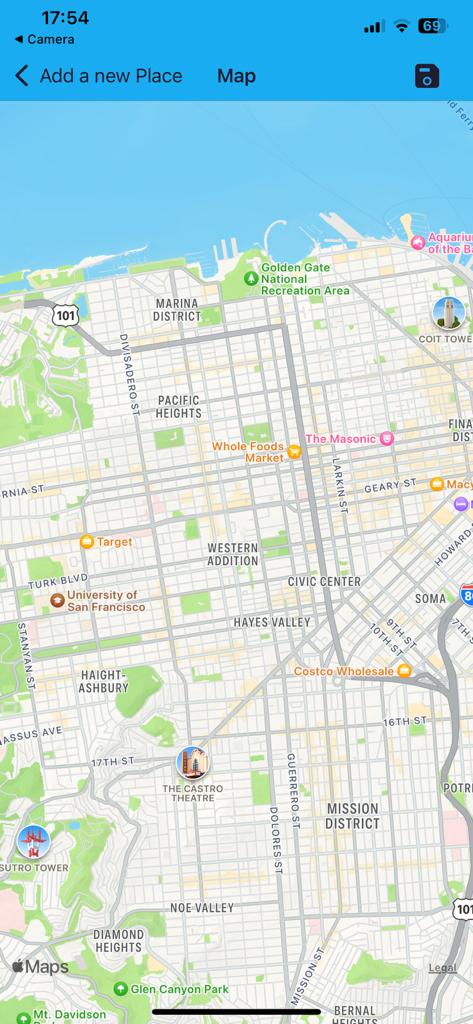 17:54
69
◀ Camera
Add a new Place
Map
Aquariu
of the Ba
Golden Gate
National
Recreation Area
MARINA
DISTRICT
101
COIT TOWE
DIVISADERO ST
PACIFIC
HEIGHTS
FINA
DIST
The Masonic
Whole Foods
Market
LARKIN ST
GEARY ST
Macy
RNIA ST
HOWARD
Target
WESTERN
ADDITION
TURK BLVD
CIVIC CENTER
University of
San Francisco
SOMA
8
HAYES VALLEY
9TH ST
10TH ST
7TH
STANYAN ST
Costco Wholesale
HAIGHT-
ASHBURY
16TH ST
NASSUS AVE
17TH ST
THE CASTRO
THEATRE
GUERRERO ST
POTR
MISSION
DISTRICT
DOLORES ST
SUTRO TOWER
NOE VALLEY
101
DIAMOND
HEIGHTS
Maps
Legal
MISSION ST
Glen Canyon Park
Mt. Davidson
BERNAL
HEIGHTS